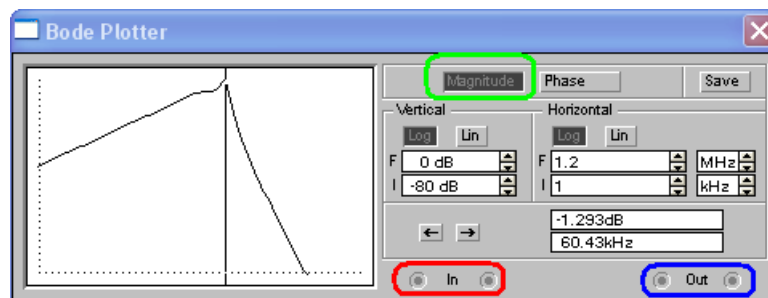 Bode Plotter
Magnitude Phase Save
Vertical Horizontal
Log Lin Log Lin
F 0 dB F 1.2 MHz
I -80 dB I 1 kHz
← → -1.293dB
60.43kHz
In Out